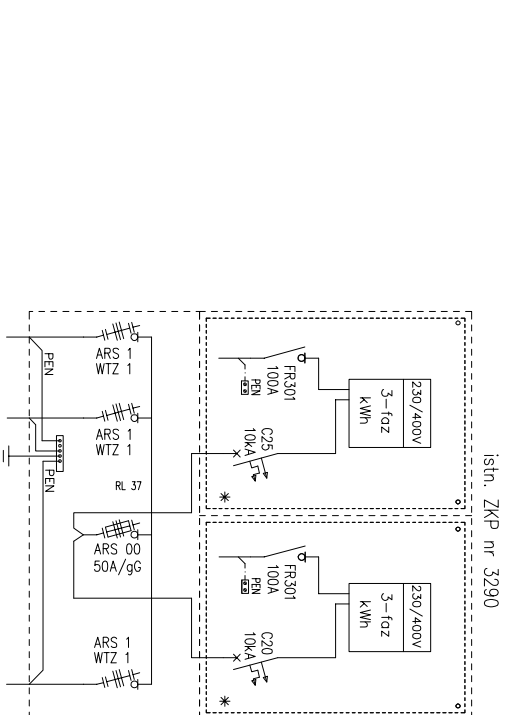 istn. ZKP nr 3290
230/400V
3-faz
kWh
FR301
100A
PEN
C25
10kA
*
230/400V
3-faz
kWh
FR301
100A
PEN
C20
10kA
*
ARS 1
WTZ 1
ARS 1
WTZ 1
RL 37
ARS 00
50A/gG
ARS 1
WTZ 1
PEN
PEN